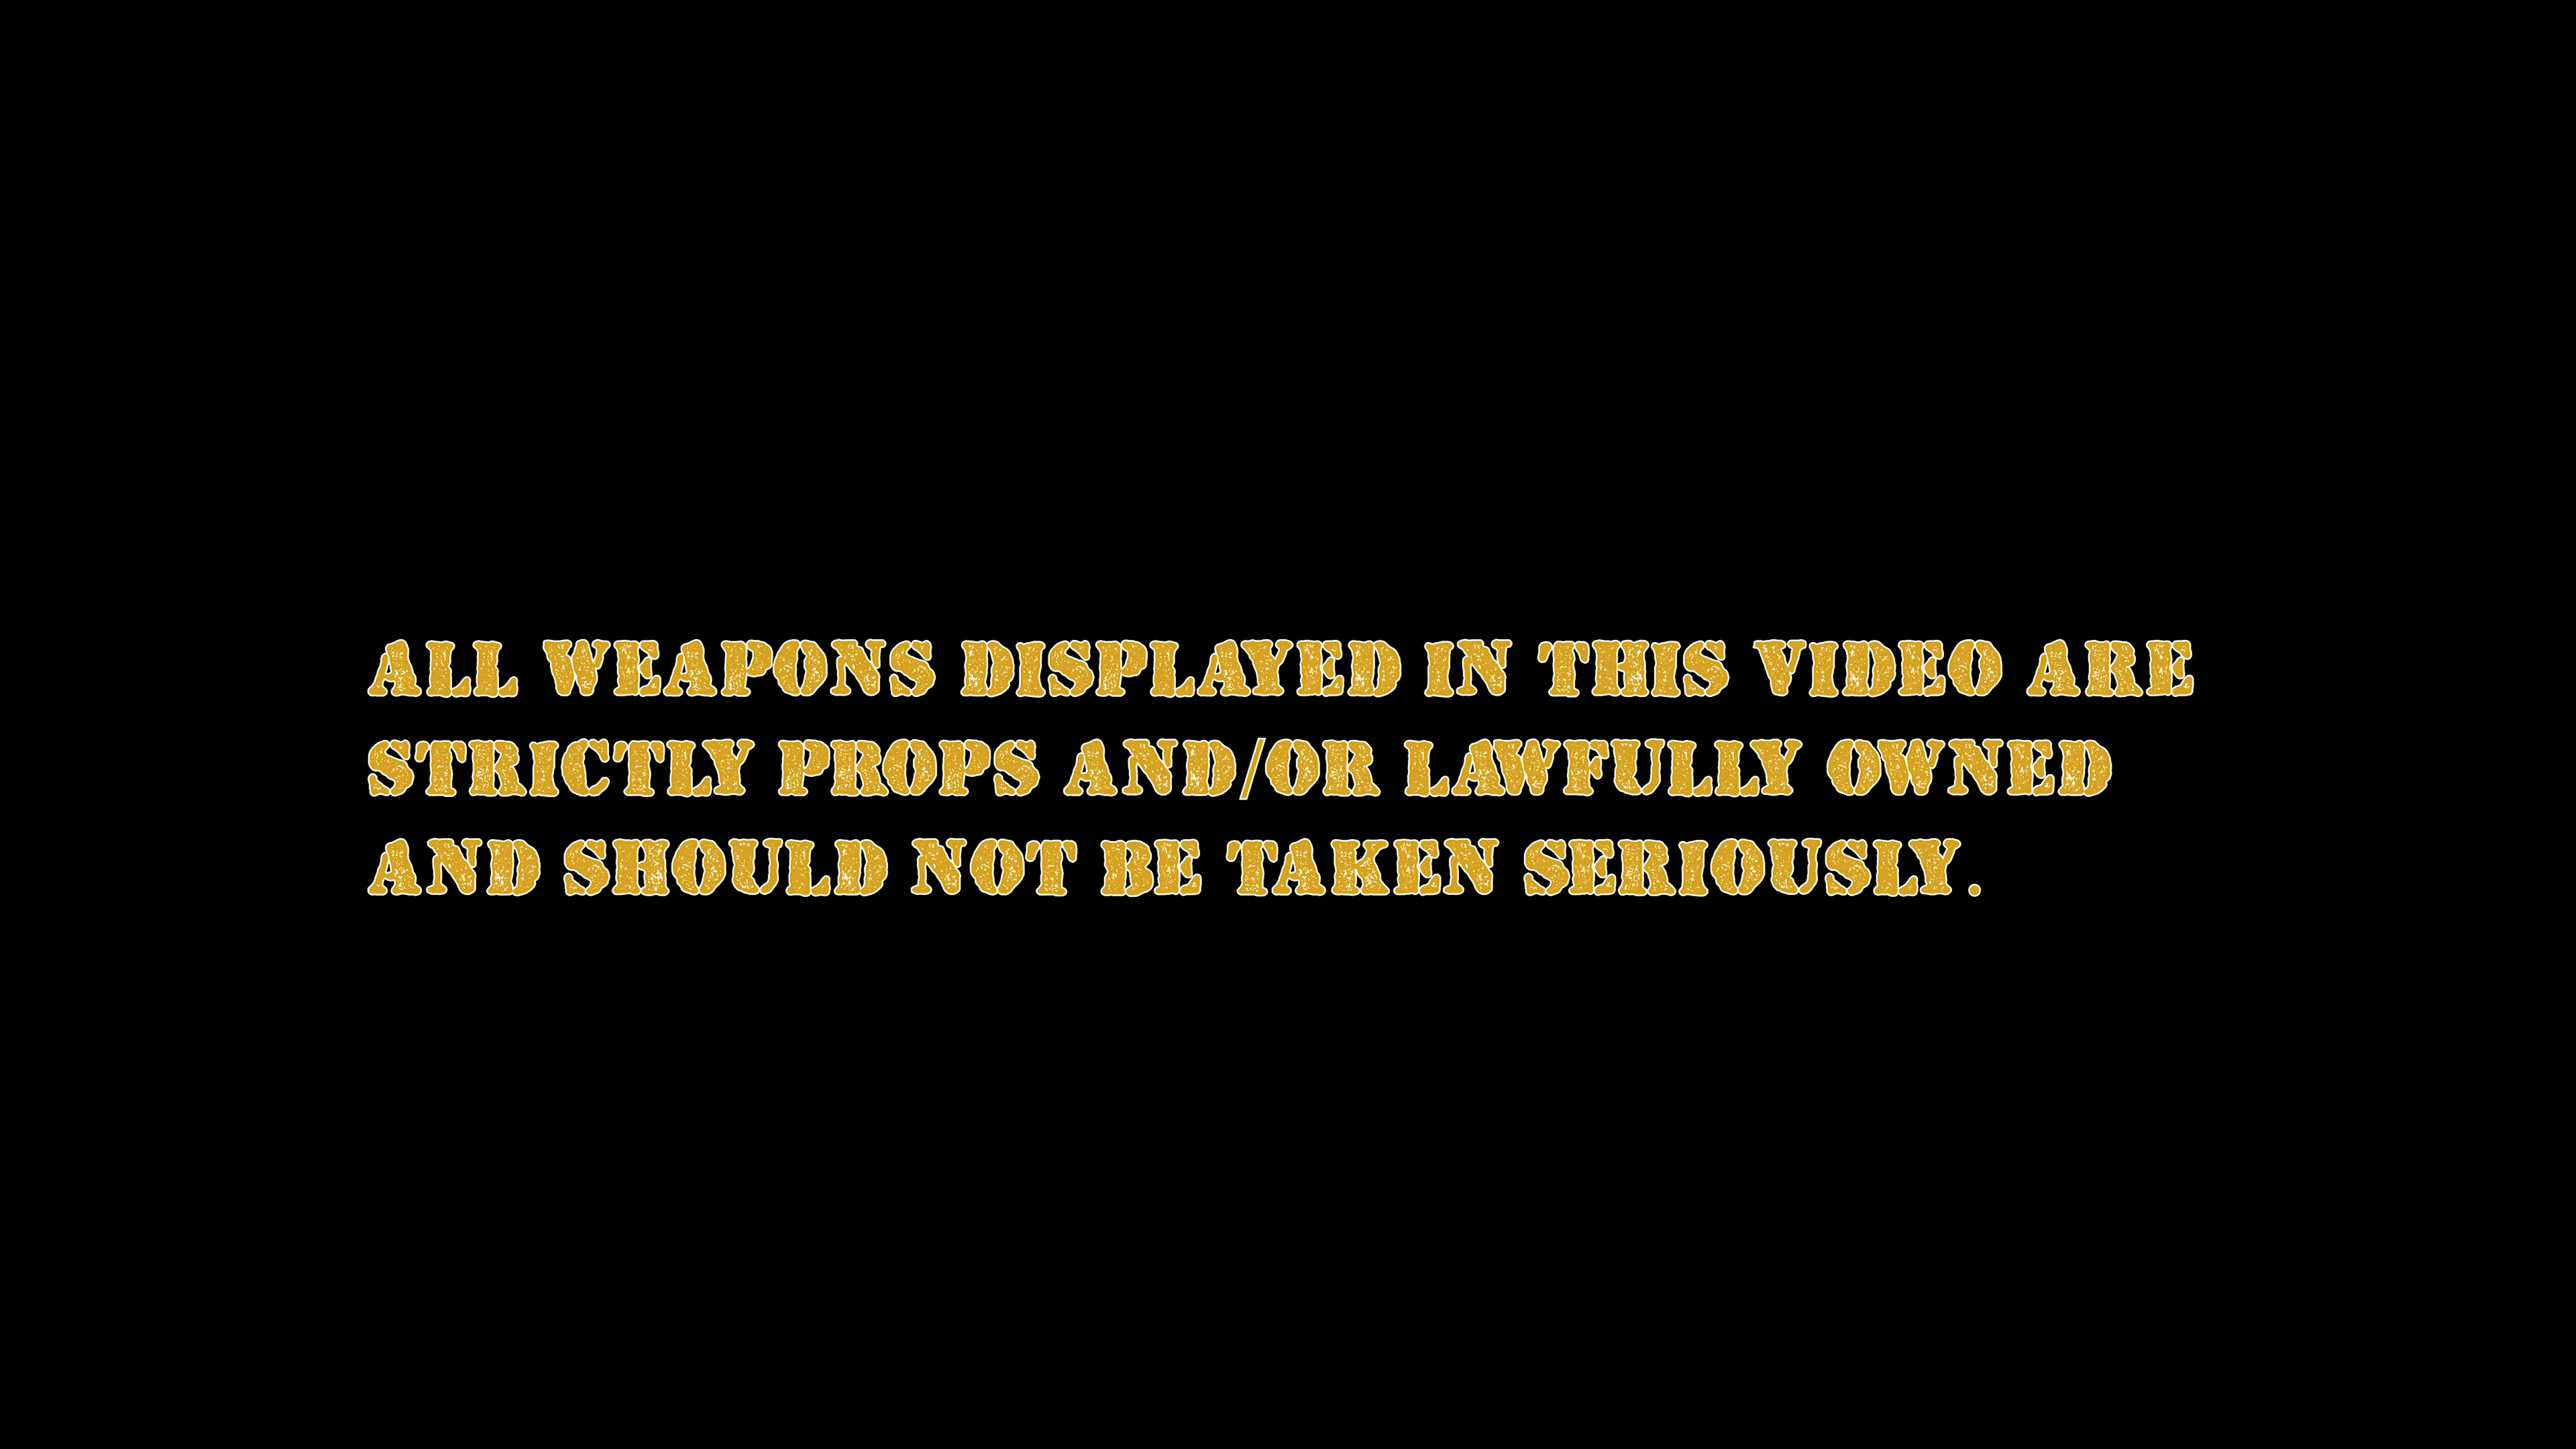 ALL WEAPONS DISPLAYED IN THIS VIDEO ARE
STRICTLY PROPS AND/OR LAWFULLY OWNED
AND SHOULD NOT BE TAKEN SERIOUSLY.